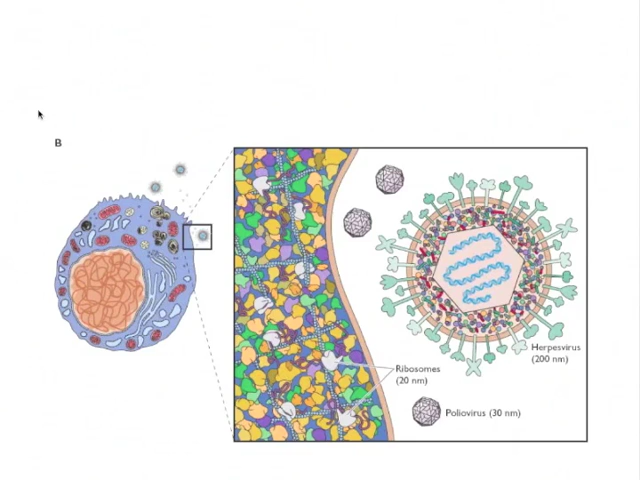 B
Ribosomes
(20 nm)
Herpesvirus
(200 nm)
Poliovirus (30 nm)